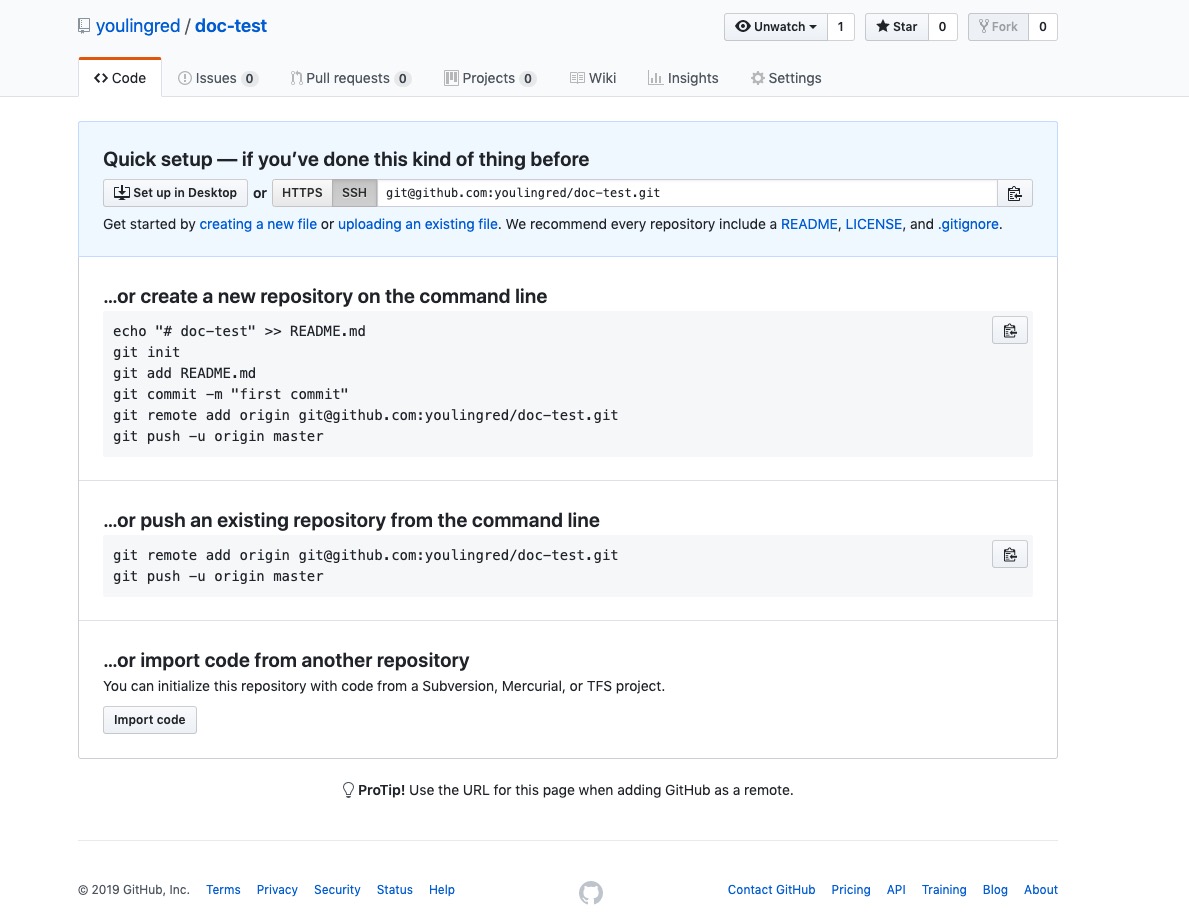 youlingred / doc-test
Unwatch 1 Star 0 Fork 0
Code Issues 0 Pull requests 0 Projects 0 Wiki Insights Settings
Quick setup — if you’ve done this kind of thing before
Set up in Desktop or HTTPS SSH git@github.com:youlingred/doc-test.git
Get started by creating a new file or uploading an existing file. We recommend every repository include a README, LICENSE, and .gitignore.
…or create a new repository on the command line
echo "# doc-test" >> README.md
git init
git add README.md
git commit -m "first commit"
git remote add origin git@github.com:youlingred/doc-test.git
git push -u origin master
…or push an existing repository from the command line
git remote add origin git@github.com:youlingred/doc-test.git
git push -u origin master
…or import code from another repository
You can initialize this repository with code from a Subversion, Mercurial, or TFS project.
Import code
ProTip! Use the URL for this page when adding GitHub as a remote.
© 2019 GitHub, Inc. Terms Privacy Security Status Help Contact GitHub Pricing API Training Blog About